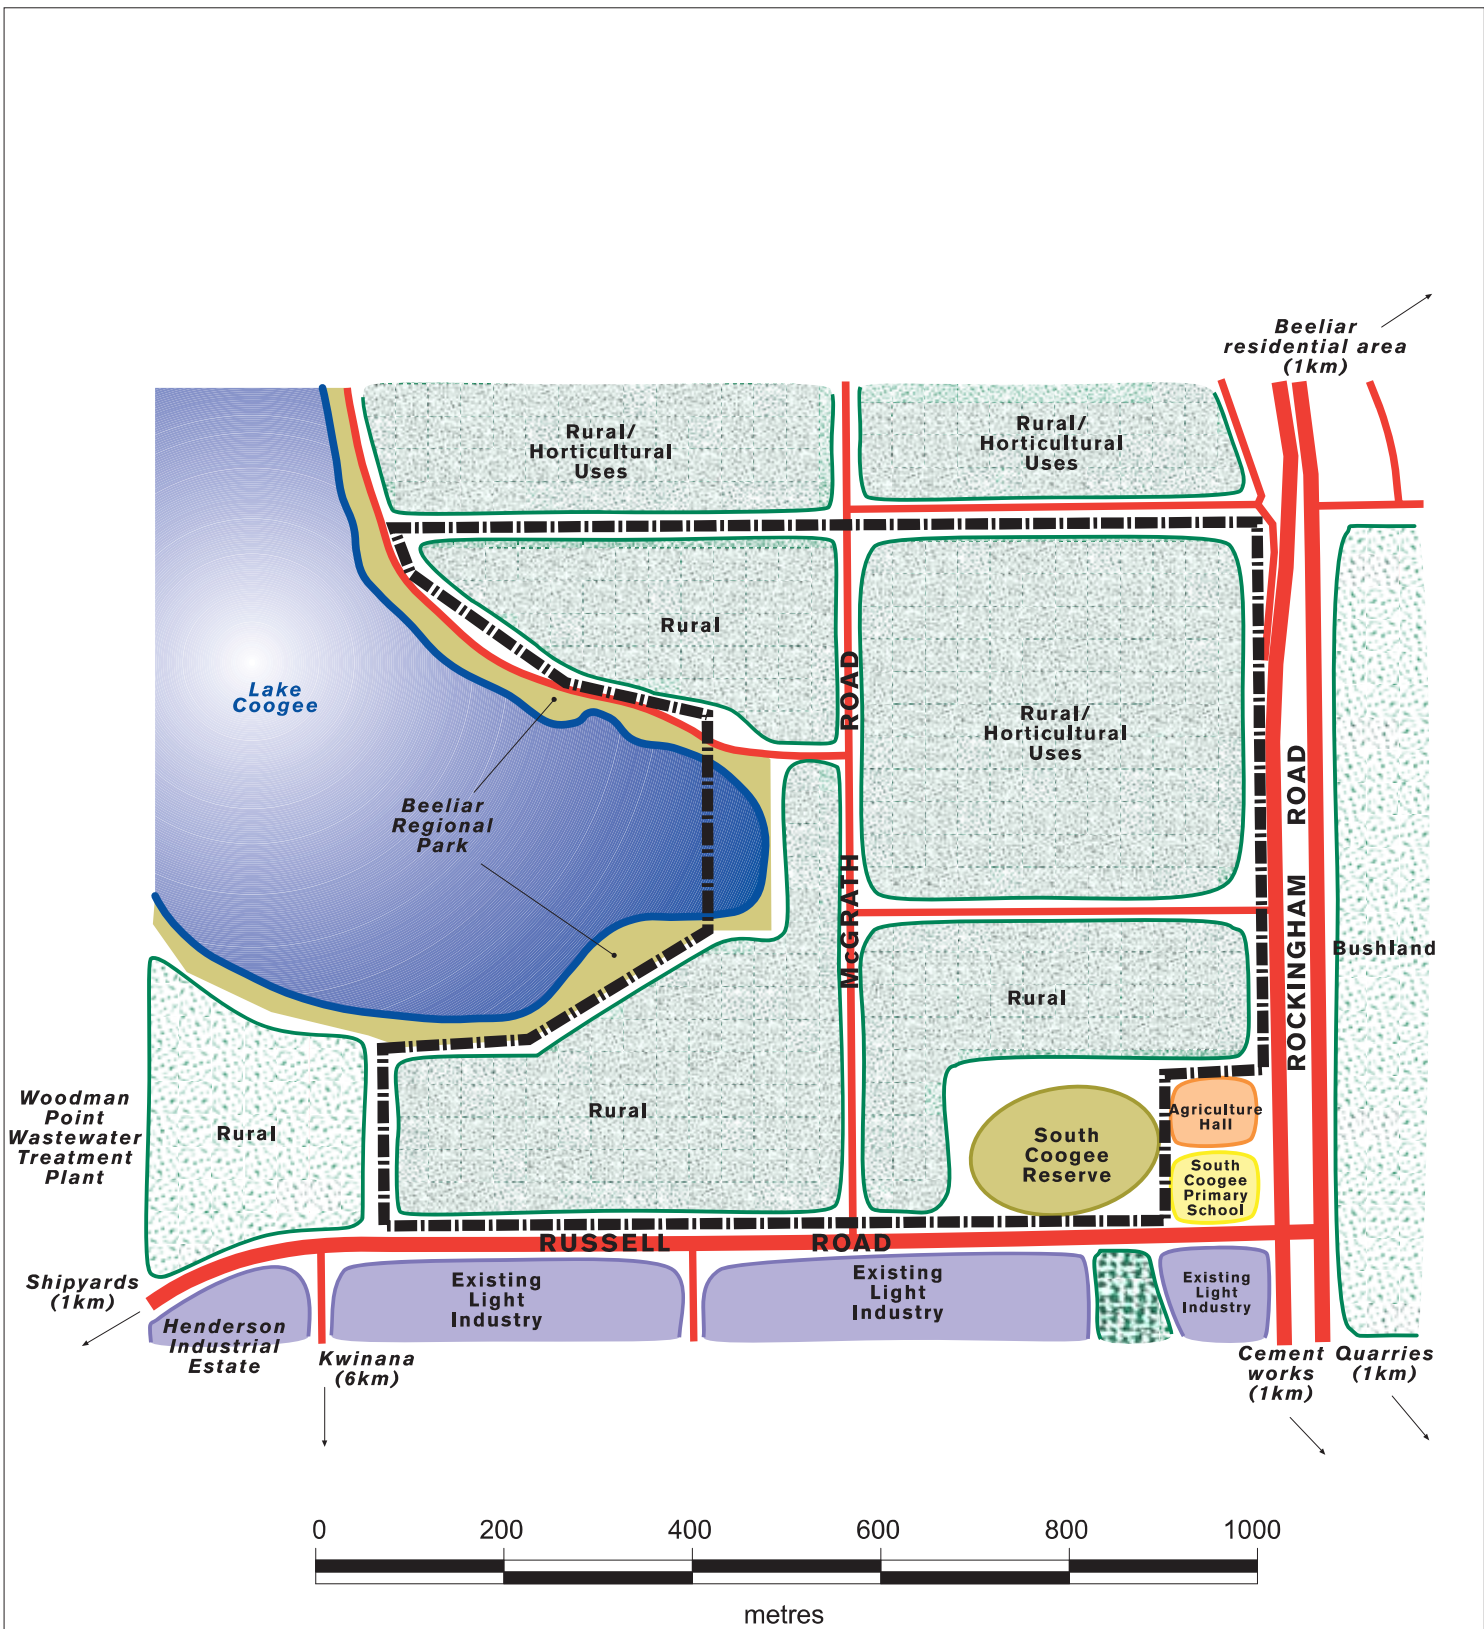 Beeliar
residential area
(1km)
Rural/
Horticultural
Uses
Rural/
Horticultural
Uses
Rural
ROAD
Lake
Coogee
Rural/
Horticultural
Uses
ROAD
Beeliar
Regional
Park
McGRATH
ROCKINGHAM
Bushland
Rural
Woodman
Point
Wastewater
Treatment
Plant
Rural
Rural
South
Coogee
Reserve
Agriculture
Hall
South
Coogee
Primary
School
RUSSELL
ROAD
Shipyards
(1km)
Existing
Light
Industry
Existing
Light
Industry
Existing
Light
Industry
Henderson
Industrial
Estate
Kwinana
(6km)
Cement
works
(1km)
Quarries
(1km)
0 200 400 600 800 1000
metres